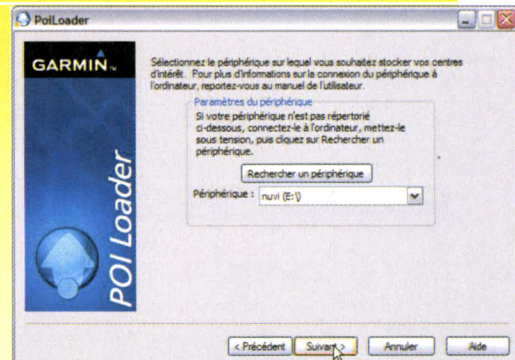 PoiLoader
GARMIN™
POI Loader
Sélectionnez le périphérique sur lequel vous souhaitez stocker vos centres
d'intérêt. Pour plus d'informations sur la connexion du périphérique à
l'ordinateur, reportez-vous au manuel de l'utilisateur.
Paramètres du périphérique
Si votre périphérique n'est pas répertorié
ci-dessous, connectez-le à l'ordinateur, mettez-le
sous tension, puis cliquez sur Rechercher un
périphérique.
Rechercher un périphérique
Périphérique : nuvi (E:\)
< Précédent Suivant > Annuler Aide